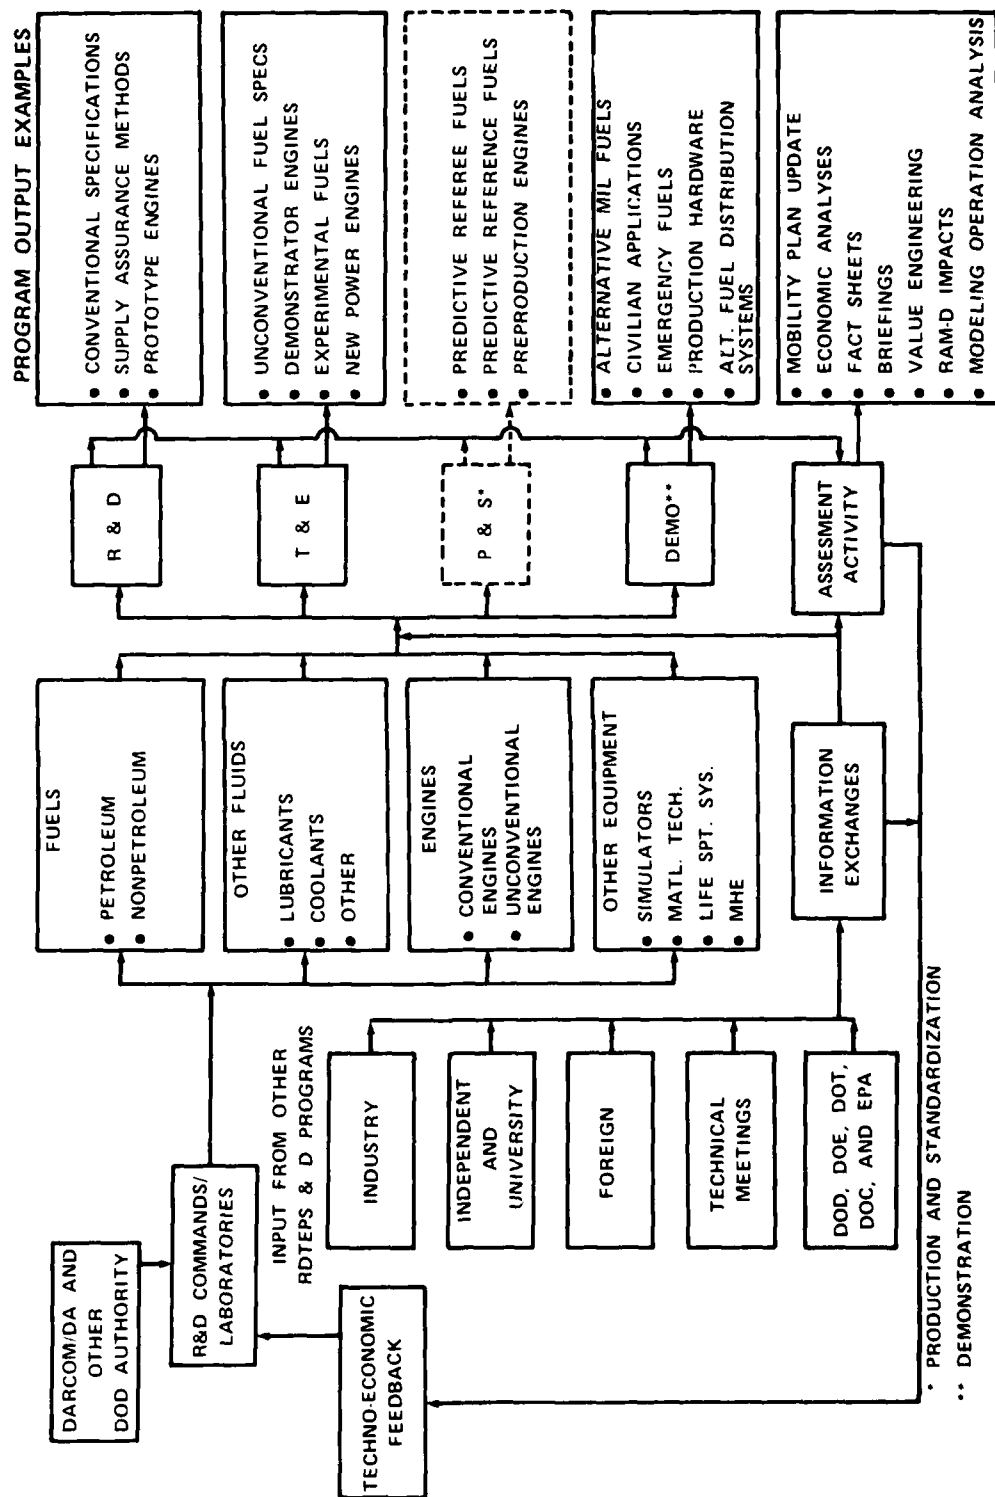 PROGRAM OUTPUT EXAMPLES
DARCOM/DA AND
OTHER
DOD AUTHORITY
R&D COMMANDS/
LABORATORIES
TECHNO-ECONOMIC
FEEDBACK
INPUT FROM OTHER
RDTEPS & D PROGRAMS
INDUSTRY
INDEPENDENT
AND
UNIVERSITY
FOREIGN
TECHNICAL
MEETINGS
DOD, DOE, DOT,
DOC, AND EPA
FUELS
● PETROLEUM
● NONPETROLEUM
OTHER FLUIDS
● LUBRICANTS
● COOLANTS
● OTHER
ENGINES
● CONVENTIONAL
ENGINES
● UNCONVENTIONAL
ENGINES
OTHER EQUIPMENT
● SIMULATORS
● MATL. TECH.
● LIFE SPT. SYS.
● MHE
INFORMATION
EXCHANGES
R & D
T & E
P & S*
DEMO**
ASSESMENT
ACTIVITY
● CONVENTIONAL SPECIFICATIONS
● SUPPLY ASSURANCE METHODS
● PROTOTYPE ENGINES
● UNCONVENTIONAL FUEL SPECS
● DEMONSTRATOR ENGINES
● EXPERIMENTAL FUELS
● NEW POWER ENGINES
● PREDICTIVE REFEREE FUELS
● PREDICTIVE REFERENCE FUELS
● PREPRODUCTION ENGINES
● ALTERNATIVE MIL FUELS
● CIVILIAN APPLICATIONS
● EMERGENCY FUELS
● PRODUCTION HARDWARE
● ALT. FUEL DISTRIBUTION
SYSTEMS
● MOBILITY PLAN UPDATE
● ECONOMIC ANALYSES
● FACT SHEETS
● BRIEFINGS
● VALUE ENGINEERING
● RAM-D IMPACTS
● MODELING OPERATION ANALYSIS
* PRODUCTION AND STANDARDIZATION
** DEMONSTRATION